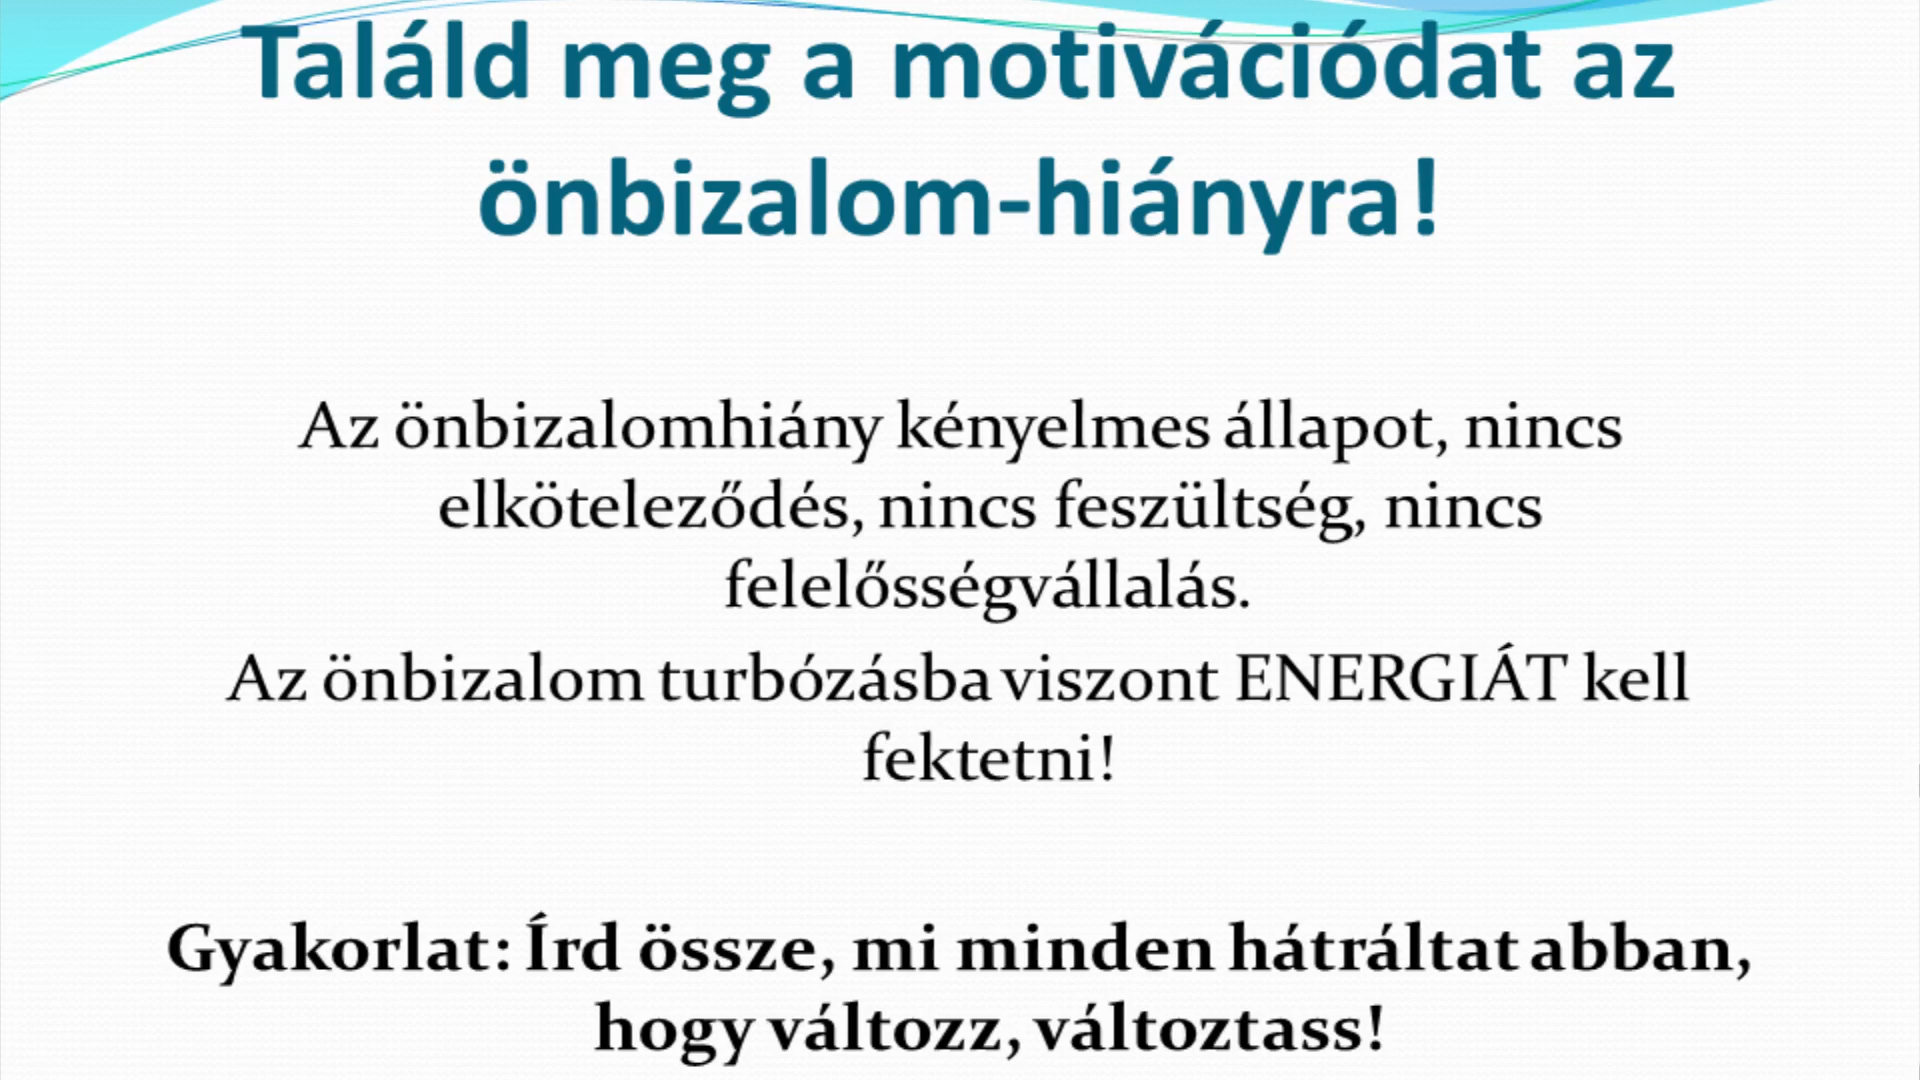 Találd meg a motivációdat az
önbizalom-hiányra!
Az önbizalomhiány kényelmes állapot, nincs
elköteleződés, nincs feszültség, nincs
felelősségvállalás.
Az önbizalom turbózásba viszont ENERGIÁT kell
fektetni!
Gyakorlat: Írd össze, mi minden hátráltat abban,
hogy változz, változtass!